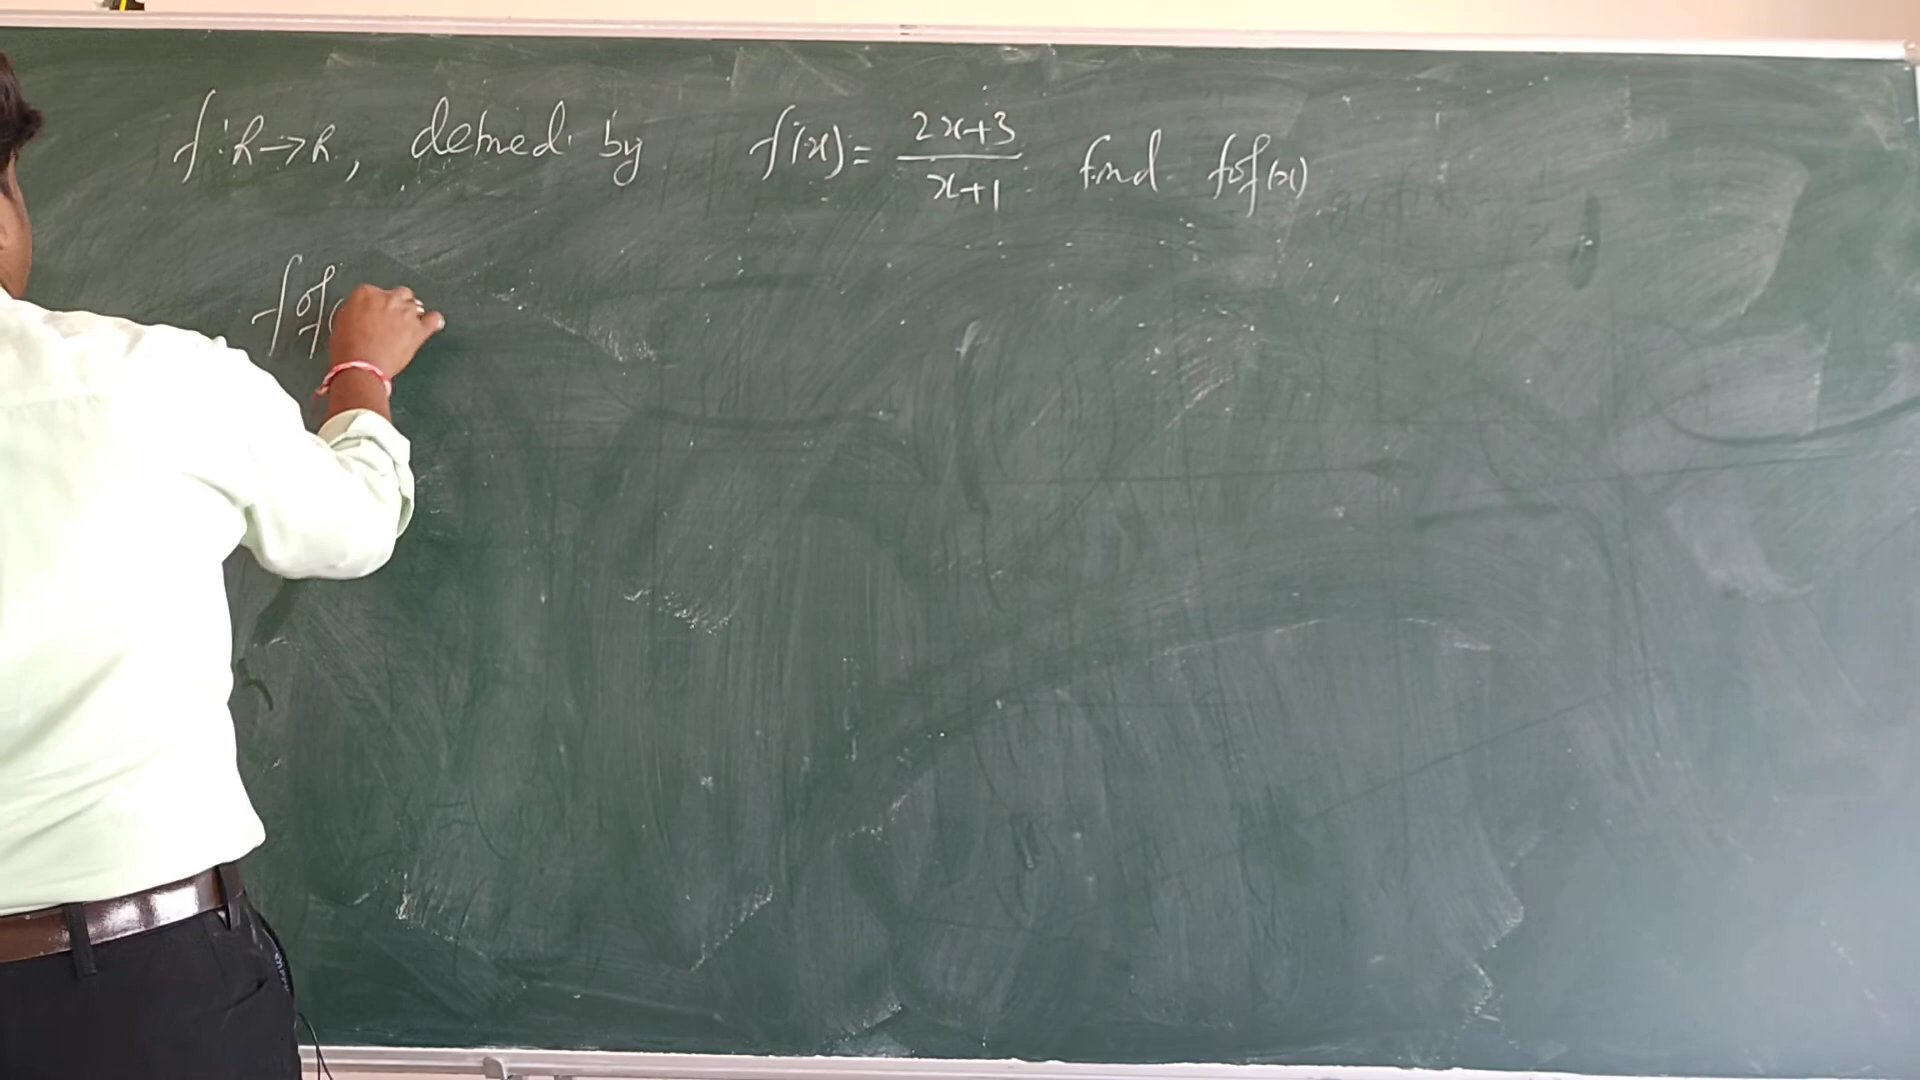 f:R→R, defined by f(x)= 2x+3/x+1 find fof(x)
fof(